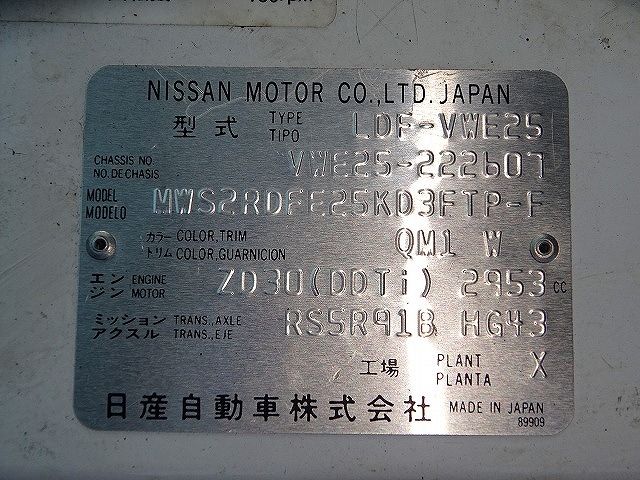 NISSAN MOTOR CO.,LTD. JAPAN
型式 TYPE TIPO LDF-VWE25
CHASSIS NO. NO.DE CHASIS VWE25-222607
MODEL MODELO MWS2RDFE25KD3FTP-F
カラー COLOR,TRIM QM1 W
トリム COLOR,GUARNICION
エンジン ENGINE MOTOR ZD30(DDTi) 2953 cc
ミッション TRANS.,AXLE RS5R91B HG43
アクスル TRANS.,EJE
工場 PLANT PLANTA X
日産自動車株式会社 MADE IN JAPAN
89909